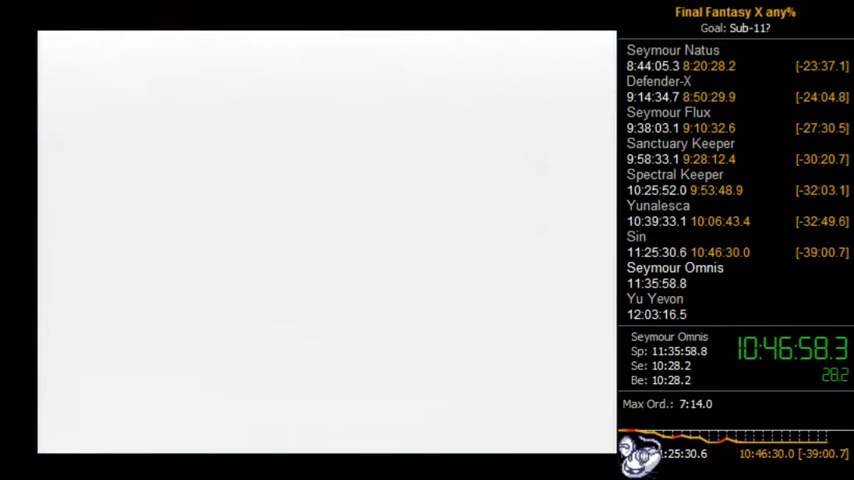 Final Fantasy X any%
Goal: Sub-11?
Seymour Natus
8:44:05.3 8:20:28.2 [-23:37.1]
Defender-X
9:14:34.7 8:50:29.9 [-24:04.8]
Seymour Flux
9:38:03.1 9:10:32.6 [-27:30.5]
Sanctuary Keeper
9:58:33.1 9:28:12.4 [-30:20.7]
Spectral Keeper
10:25:52.0 9:53:48.9 [-32:03.1]
Yunalesca
10:39:33.1 10:06:43.4 [-32:49.6]
Sin
11:25:30.6 10:46:30.0 [-39:00.7]
Seymour Omnis
11:35:58.8
Yu Yevon
12:03:16.5
Seymour Omnis
Sp: 11:35:58.8 10:46:58.3
Se: 10:28.2 28.2
Be: 10:28.2
Max Ord.: 7:14.0
1:25:30.6 10:46:30.0 [-39:00.7]